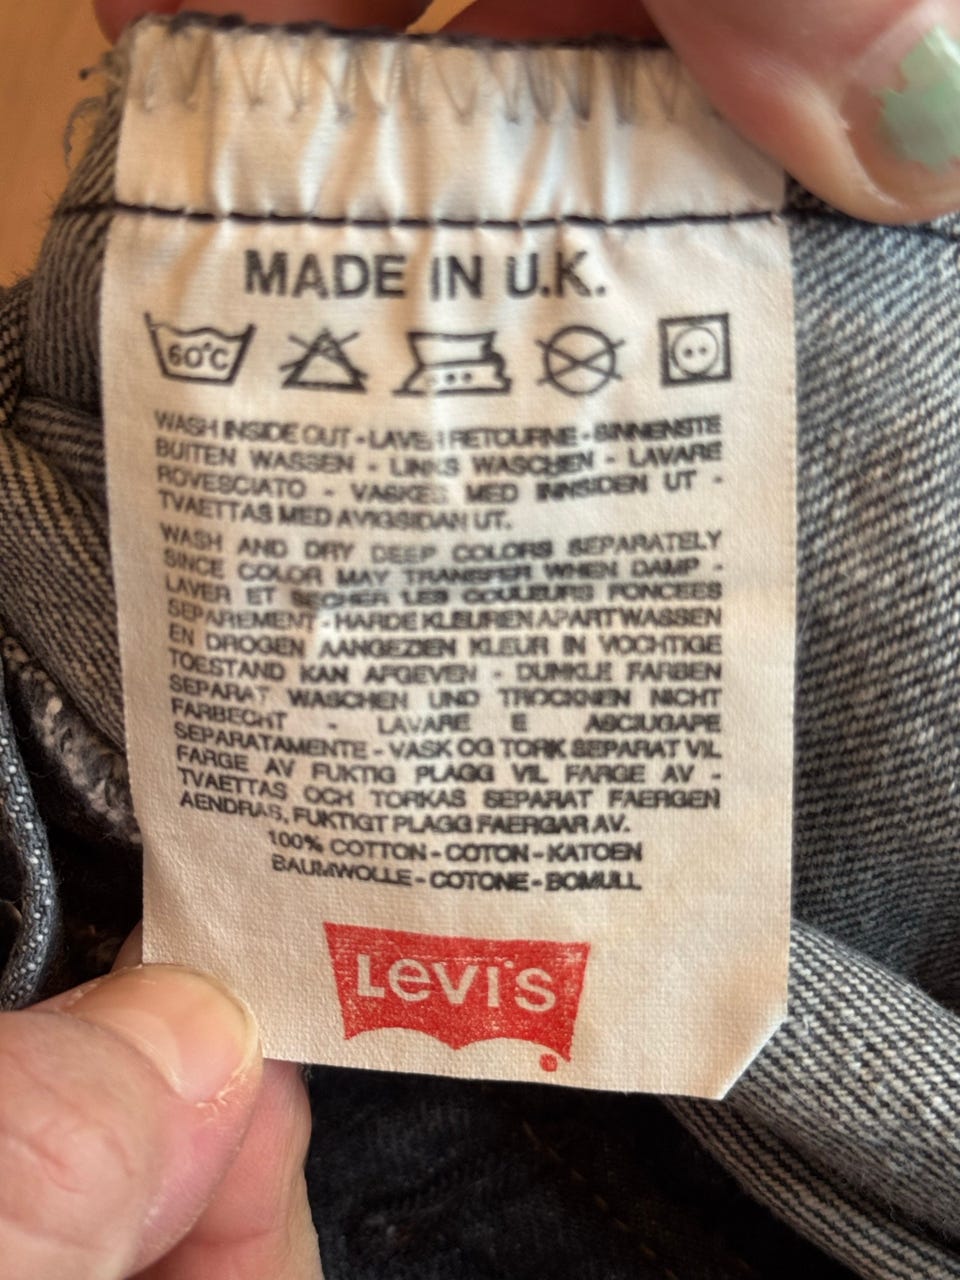 MADE IN U.K.
60°C
WASH INSIDE OUT - LAVER RETOURNE - BINNENSTE
BUITEN WASSEN - LINKS WASCHEN - LAVARE
ROVESCIATO - VASKES MED INNSIDEN UT -
TVAETTAS MED AVIGSIDAN UT.
WASH AND DRY DEEP COLORS SEPARATELY
SINCE COLOR MAY TRANSFER WHEN DAMP -
LAVER ET SECHER LES COULEURS FONCEES
SEPAREMENT - HARDE KLEUREN APART WASSEN
EN DROGEN AANGEZIEN KLEUR IN VOCHTIGE
TOESTAND KAN AFGEVEN - DUNKLE FARBEN
SEPARAT WASCHEN UND TROCKNEN NICHT
FARBECHT - LAVARE E ASCIUGAPE
SEPARATAMENTE - VASK OG TORK SEPARAT VIL
FARGE AV FUKTIG PLAGG VIL FARGE AV -
TVAETTAS OCH TORKAS SEPARAT FAERGEN
AENDRAS, FUKTIGT PLAGG FAERGAR AV.
100% COTTON - COTON - KATOEN
BAUMWOLLE - COTONE - BOMULL
Levi's